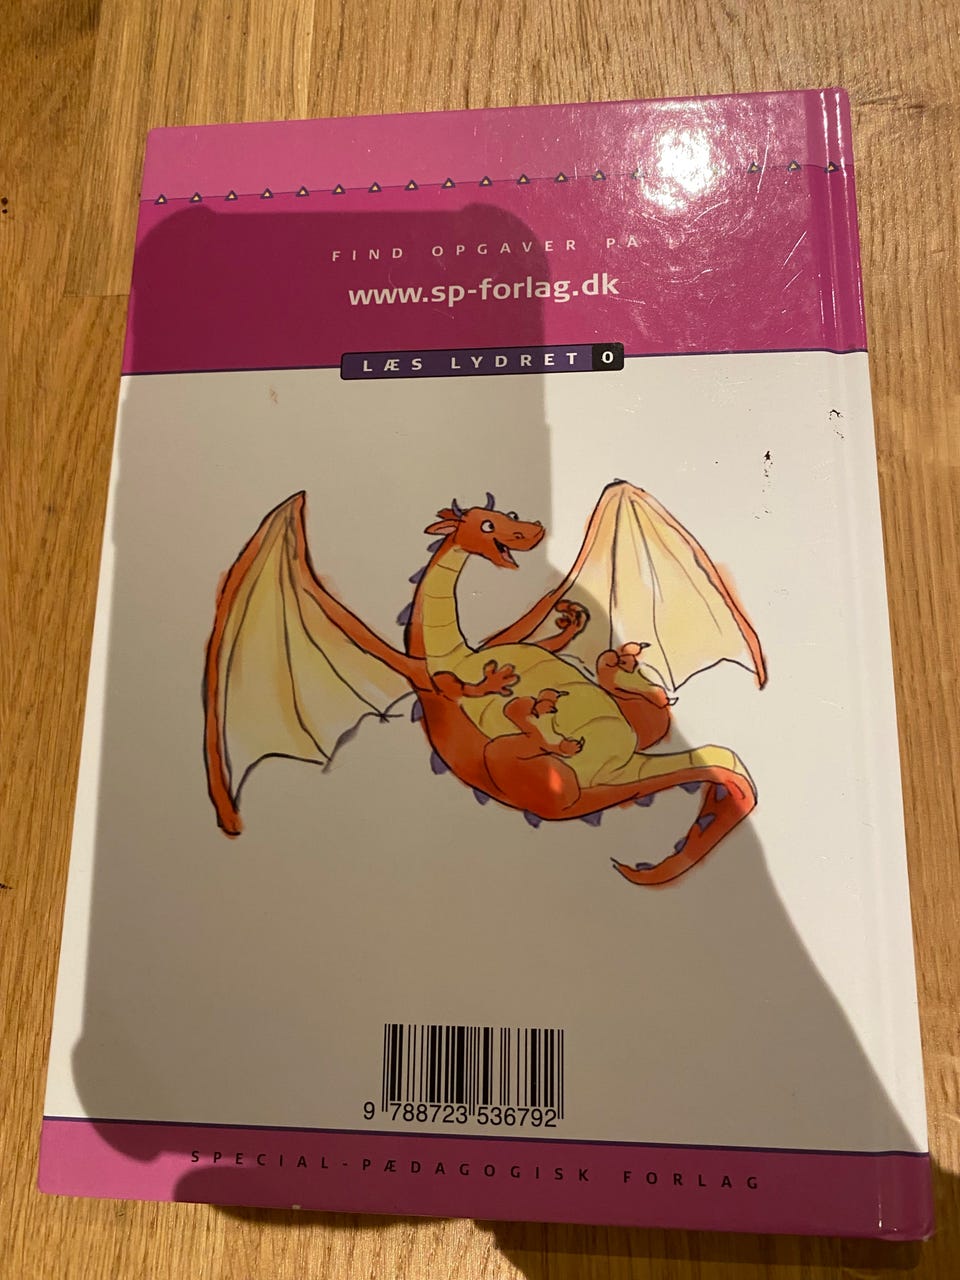 FIND OPGAVER PÅ
www.sp-forlag.dk
LÆS LYDRET 0
9 788723 536792
SPECIAL-PÆDAGOGISK FORLAG